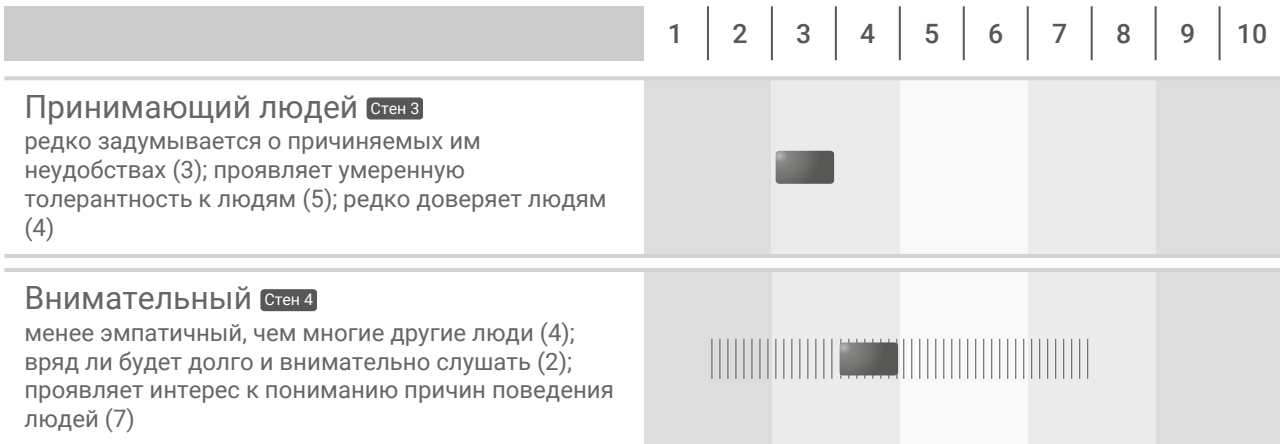 1 2 3 4 5 6 7 8 9 10
Принимающий людей Стен 3
редко задумывается о причиняемых им
неудобствах (3); проявляет умеренную
толерантность к людям (5); редко доверяет людям
(4)
Внимательный Стен 4
менее эмпатичный, чем многие другие люди (4);
вряд ли будет долго и внимательно слушать (2);
проявляет интерес к пониманию причин поведения
людей (7)